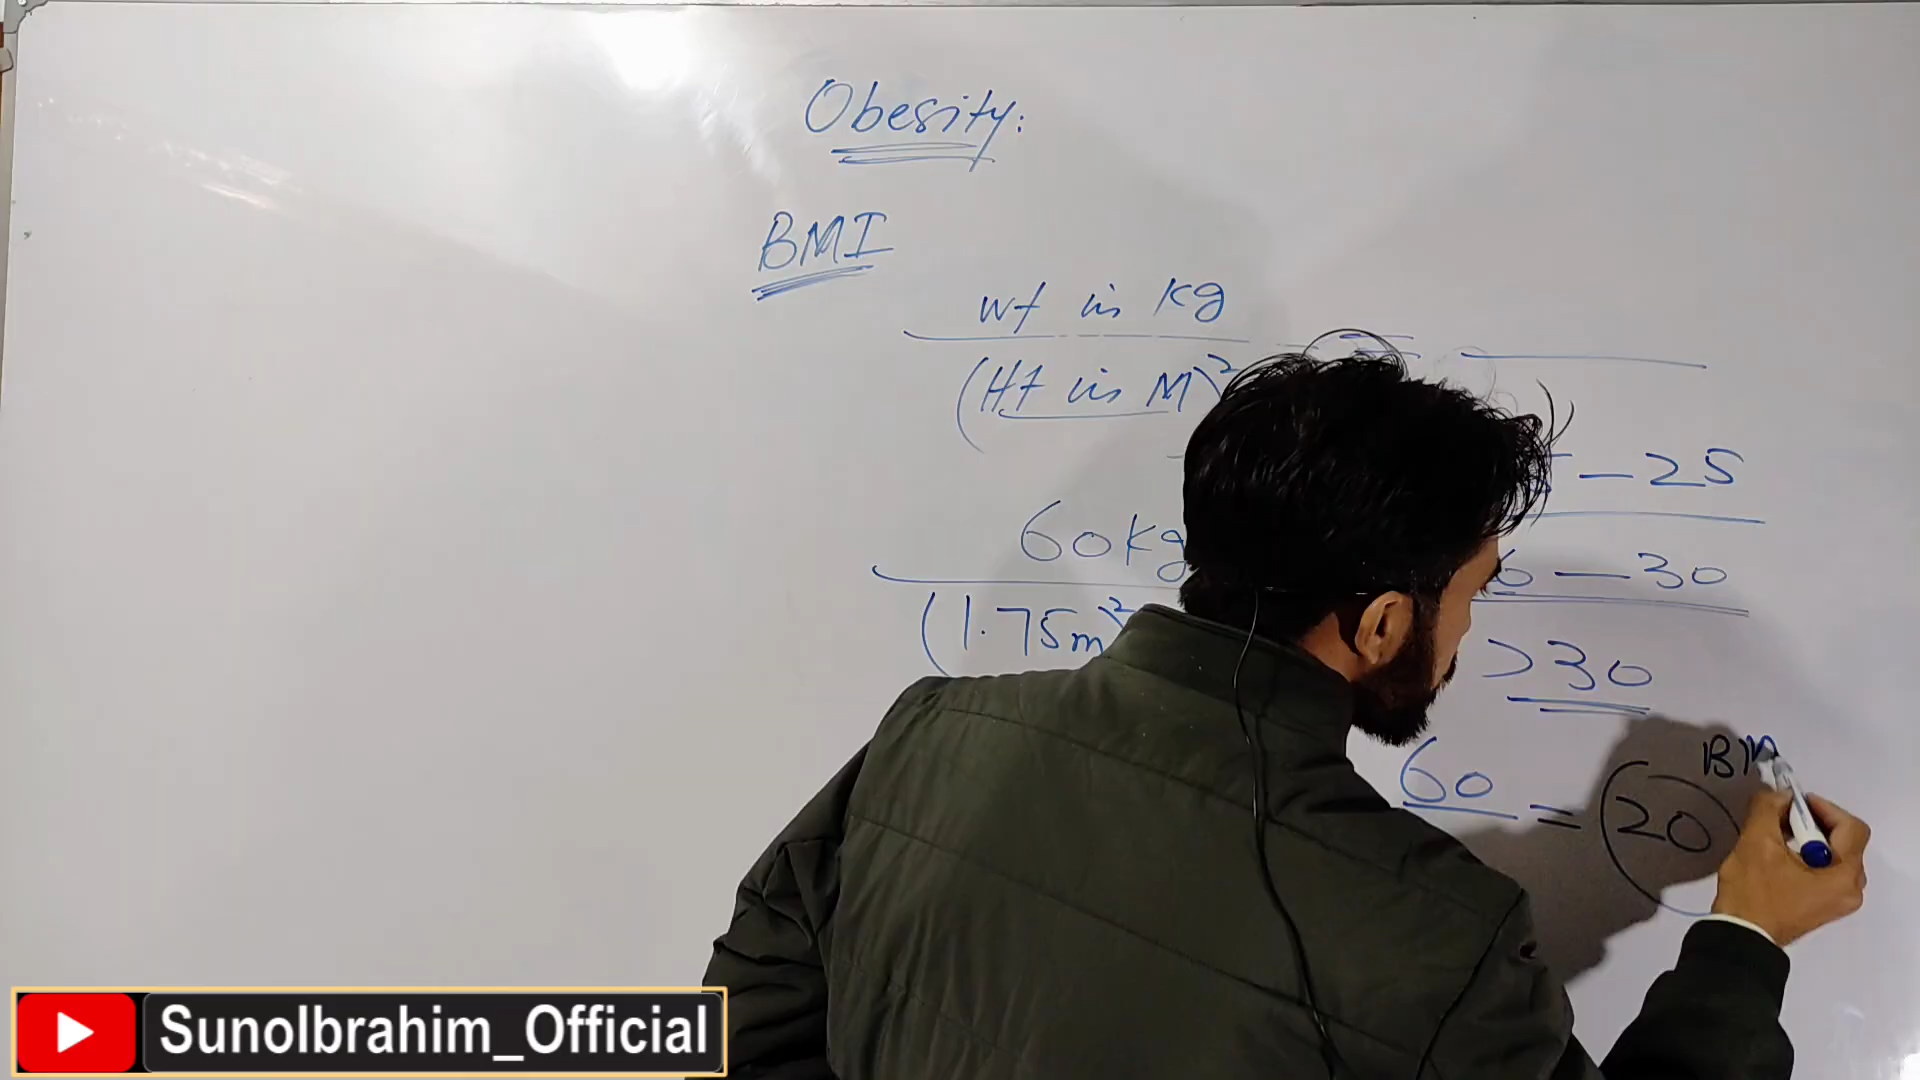 Obesity:
BMI
wt in kg
(Ht in M)²
=
- 25
60kg
- 30
(1.75m)²
>30
60 = 20
BM
SunoIbrahim_Official